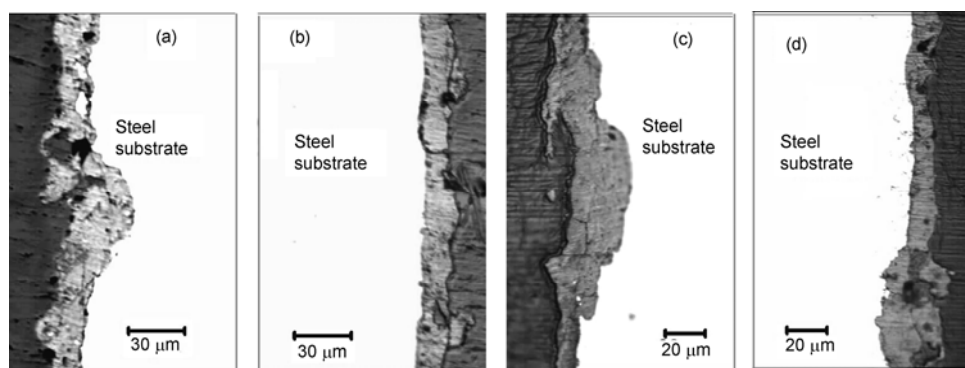 (a)
Steel
substrate
30 μm
(b)
Steel
substrate
30 μm
(c)
Steel
substrate
20 μm
(d)
Steel
substrate
20 μm